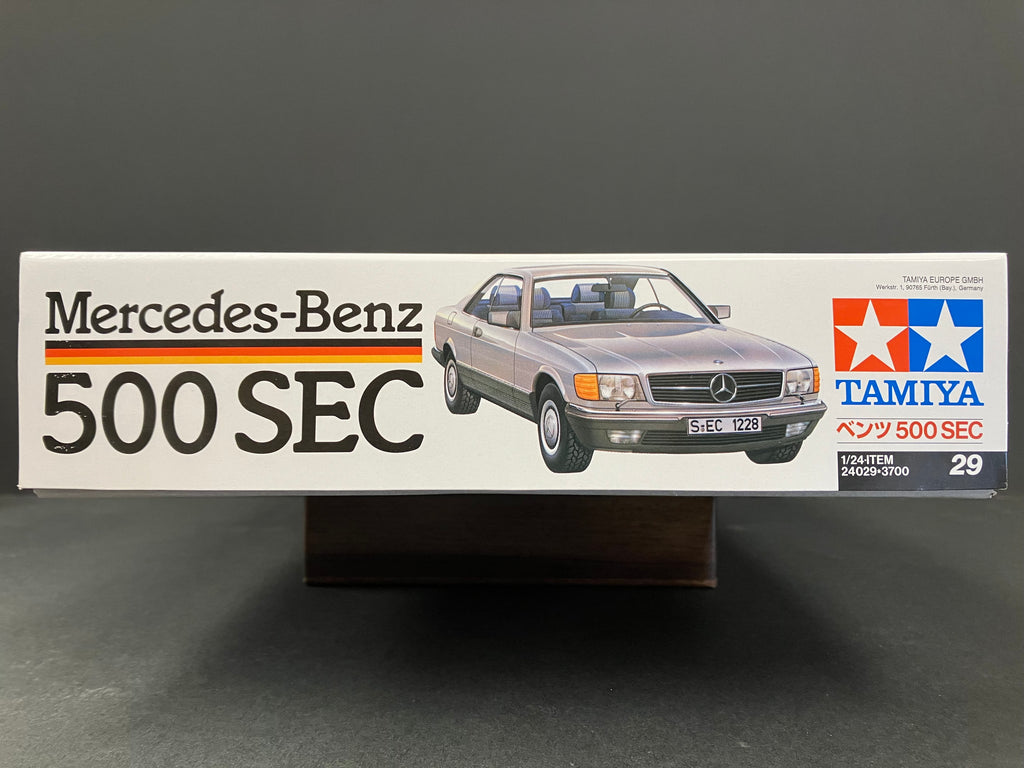 Mercedes-Benz
500 SEC
S·EC 1228
TAMIYA EUROPE GMBH
Werkstr. 1, 90765 Fürth (Bay.), Germany
TAMIYA
ベンツ 500 SEC
1/24·ITEM
24029•3700
29